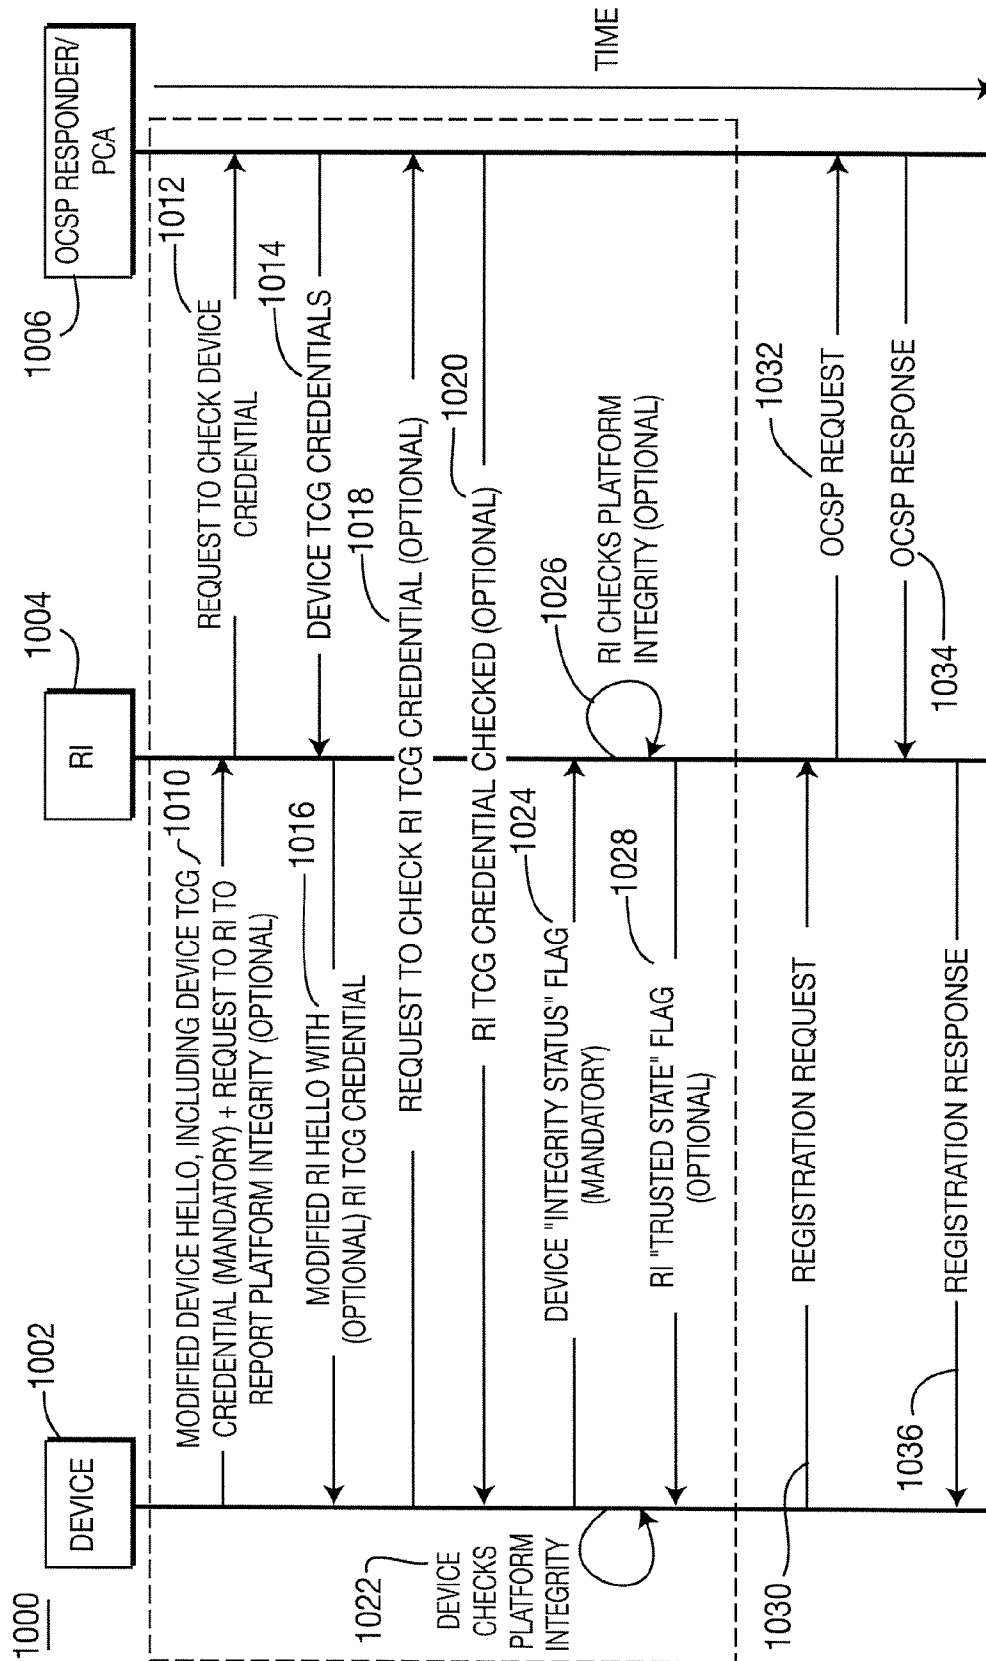 1000
DEVICE
1002
RI
1004
OCSP RESPONDER/
PCA
1006
TIME
MODIFIED DEVICE HELLO, INCLUDING DEVICE TCG
CREDENTIAL (MANDATORY) + REQUEST TO RI TO
REPORT PLATFORM INTEGRITY (OPTIONAL)
1010
REQUEST TO CHECK DEVICE
CREDENTIAL
1012
DEVICE TCG CREDENTIALS
1014
MODIFIED RI HELLO WITH
(OPTIONAL) RI TCG CREDENTIAL
1016
REQUEST TO CHECK RI TCG CREDENTIAL (OPTIONAL)
1018
RI TCG CREDENTIAL CHECKED (OPTIONAL)
1020
1022
DEVICE
CHECKS
PLATFORM
INTEGRITY
DEVICE "INTEGRITY STATUS" FLAG
(MANDATORY)
1024
1026
RI CHECKS PLATFORM
INTEGRITY (OPTIONAL)
RI "TRUSTED STATE" FLAG
(OPTIONAL)
1028
1030
REGISTRATION REQUEST
OCSP REQUEST
1032
OCSP RESPONSE
1034
1036
REGISTRATION RESPONSE